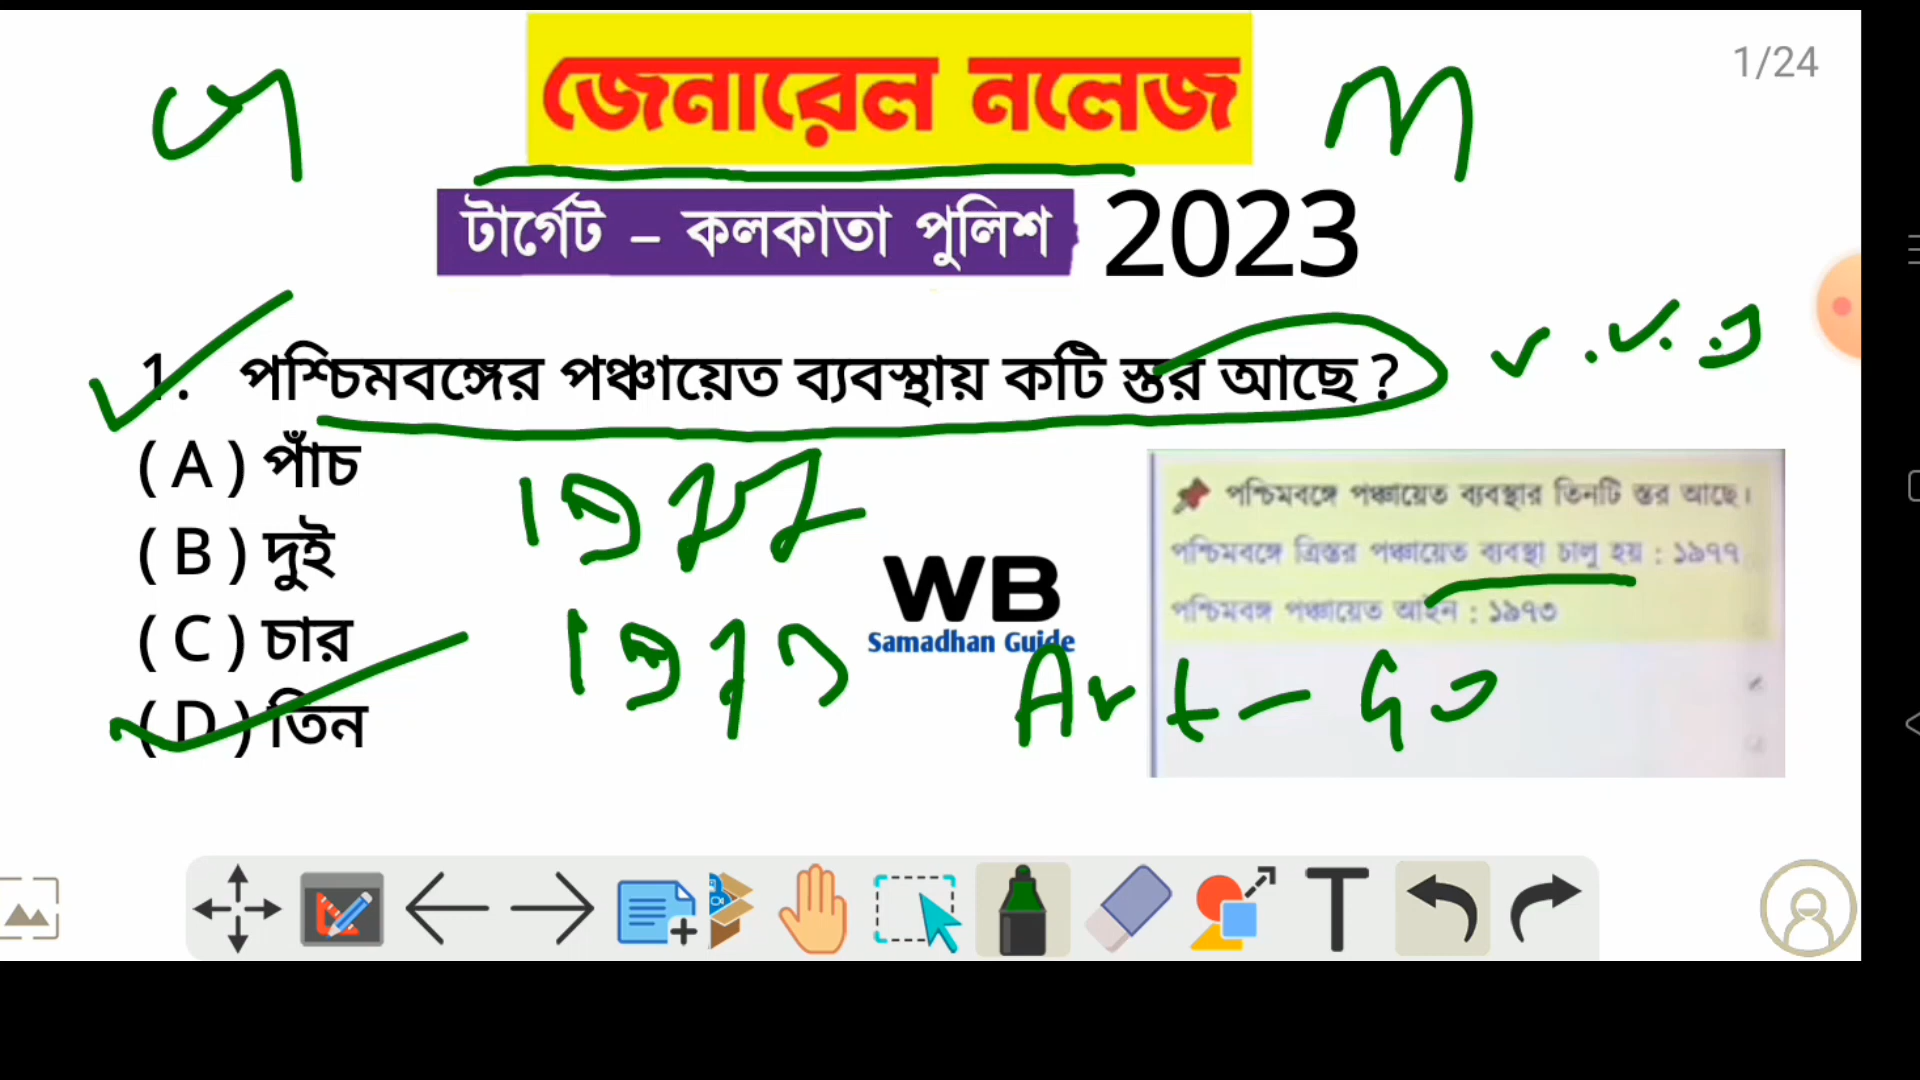 জেনারেল নলেজ
1/24
টার্গেট – কলকাতা পুলিশ 2023
1. পশ্চিমবঙ্গের পঞ্চায়েত ব্যবস্থায় কটি স্তর আছে ?
v.v.
( A ) পাঁচ
( B ) দুই
( C ) চার
( D ) তিন
1977
1973
WB
Samadhan Guide
পশ্চিমবঙ্গে পঞ্চায়েত ব্যবস্থার তিনটি স্তর আছে।
পশ্চিমবঙ্গে ত্রিস্তর পঞ্চায়েত ব্যবস্থা চালু হয় : ১৯৭৭
পশ্চিমবঙ্গ পঞ্চায়েত আইন : ১৯৭৩
Art -
T